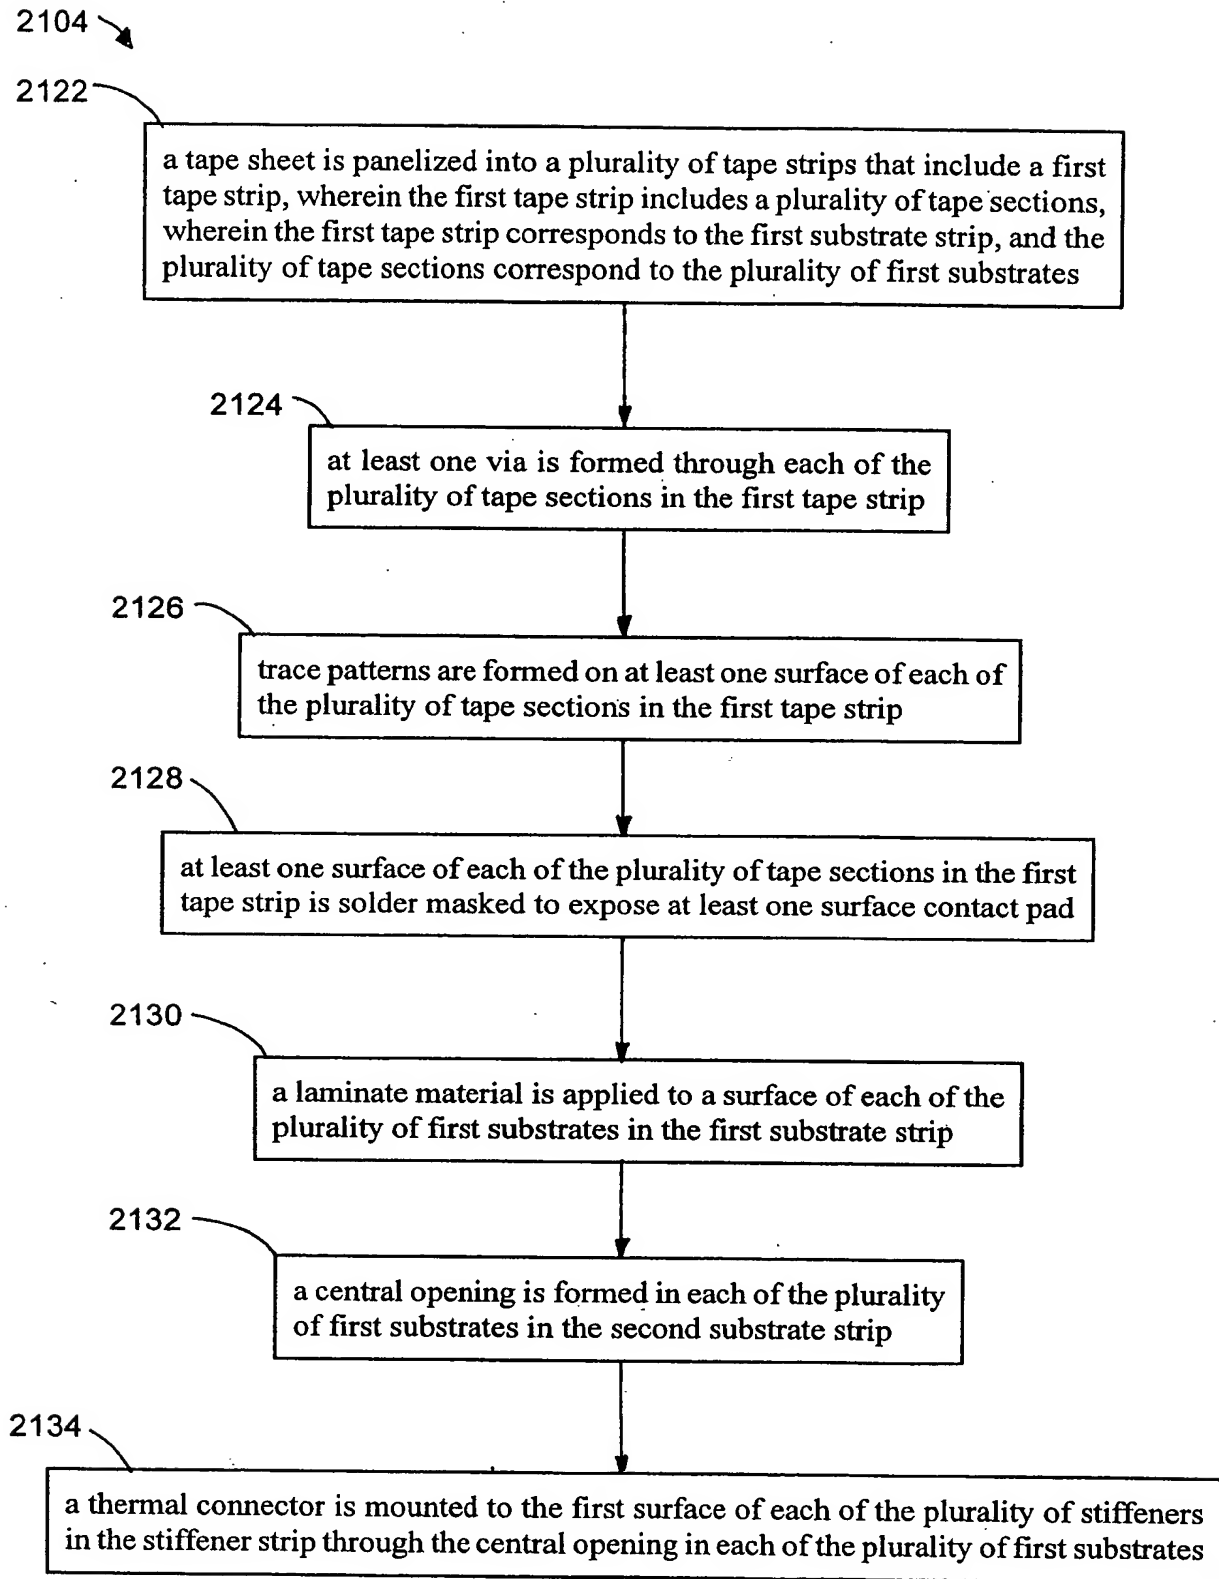 2104
2122
a tape sheet is panelized into a plurality of tape strips that include a first
tape strip, wherein the first tape strip includes a plurality of tape sections,
wherein the first tape strip corresponds to the first substrate strip, and the
plurality of tape sections correspond to the plurality of first substrates
2124
at least one via is formed through each of the
plurality of tape sections in the first tape strip
2126
trace patterns are formed on at least one surface of each of
the plurality of tape sections in the first tape strip
2128
at least one surface of each of the plurality of tape sections in the first
tape strip is solder masked to expose at least one surface contact pad
2130
a laminate material is applied to a surface of each of the
plurality of first substrates in the first substrate strip
2132
a central opening is formed in each of the plurality
of first substrates in the second substrate strip
2134
a thermal connector is mounted to the first surface of each of the plurality of stiffeners
in the stiffener strip through the central opening in each of the plurality of first substrates